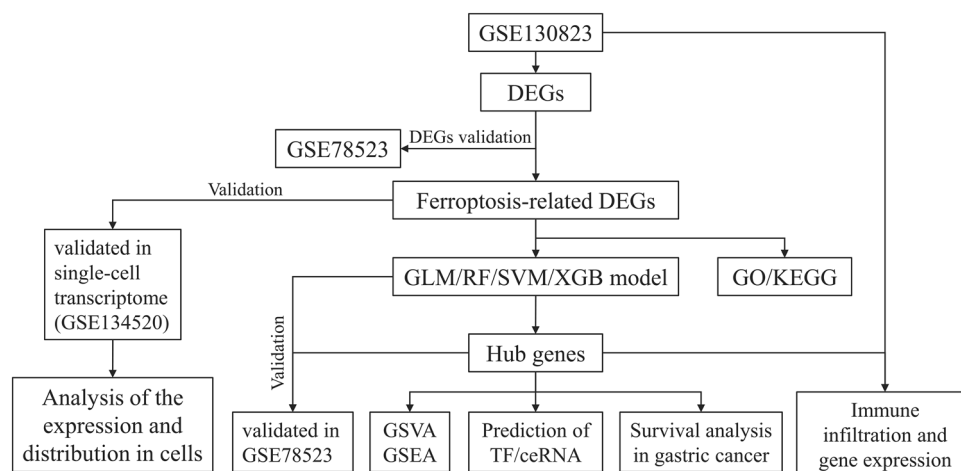 GSE130823
DEGs
DEGs validation
GSE78523
Validation
Ferroptosis-related DEGs
validated in
single-cell
transcriptome
(GSE134520)
GLM/RF/SVM/XGB model
GO/KEGG
Validation
Hub genes
Analysis of the
expression and
distribution in cells
validated in
GSE78523
GSVA
GSEA
Prediction of
TF/ceRNA
Survival analysis
in gastric cancer
Immune
infiltration and
gene expression